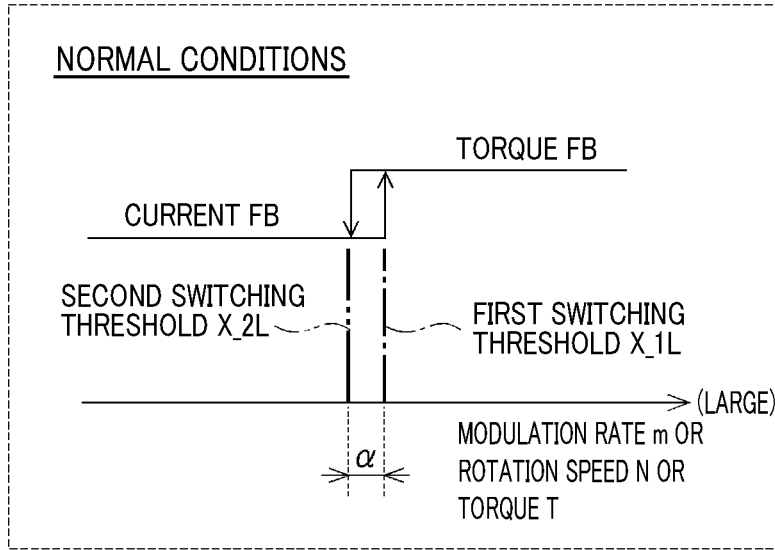 NORMAL CONDITIONS
TORQUE FB
CURRENT FB
SECOND SWITCHING
THRESHOLD X_2L
FIRST SWITCHING
THRESHOLD X_1L
(LARGE)
MODULATION RATE m OR
ROTATION SPEED N OR
TORQUE T
α